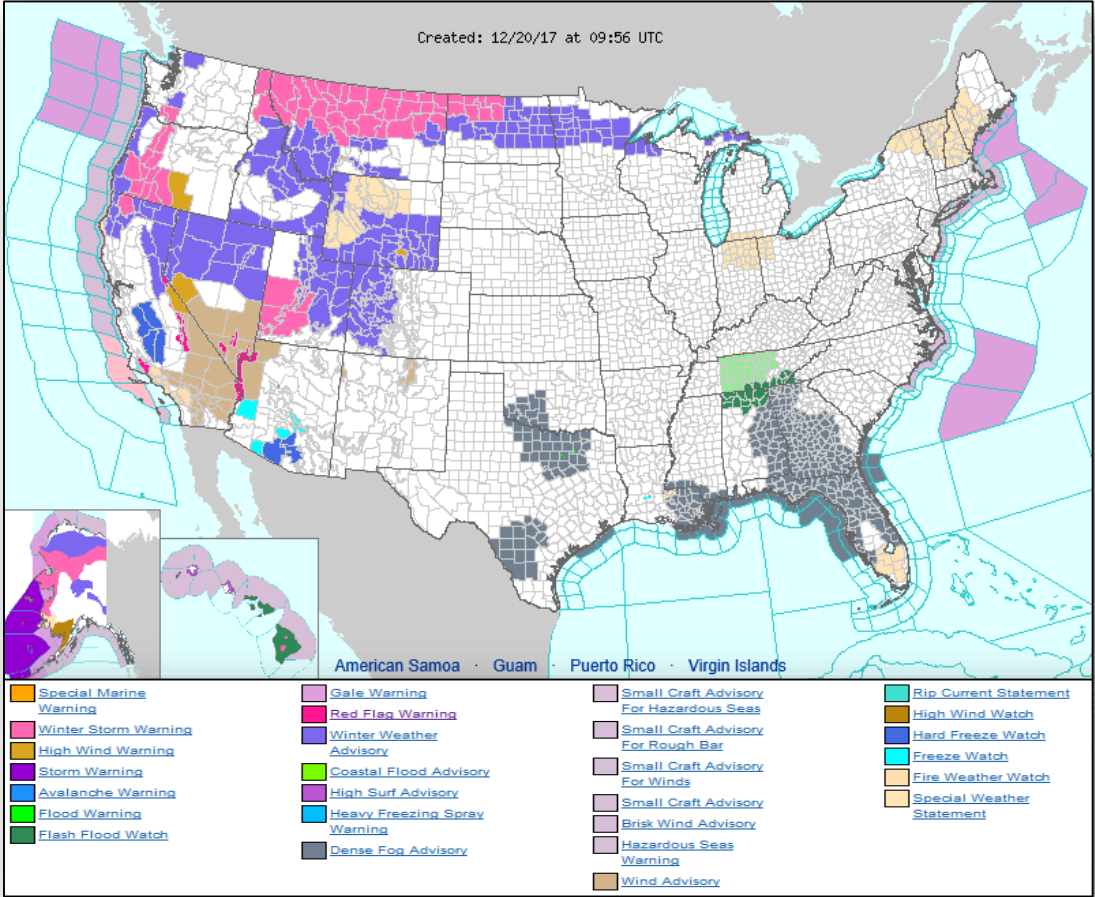 Created: 12/20/17 at 09:56 UTC
American Samoa · Guam · Puerto Rico · Virgin Islands
Special Marine
Warning
Winter Storm Warning
High Wind Warning
Storm Warning
Avalanche Warning
Flood Warning
Flash Flood Watch
Gale Warning
Red Flag Warning
Winter Weather
Advisory
Coastal Flood Advisory
High Surf Advisory
Heavy Freezing Spray
Warning
Dense Fog Advisory
Small Craft Advisory
For Hazardous Seas
Small Craft Advisory
For Rough Bar
Small Craft Advisory
For Winds
Small Craft Advisory
Brisk Wind Advisory
Hazardous Seas
Warning
Wind Advisory
Rip Current Statement
High Wind Watch
Hard Freeze Watch
Freeze Watch
Fire Weather Watch
Special Weather
Statement